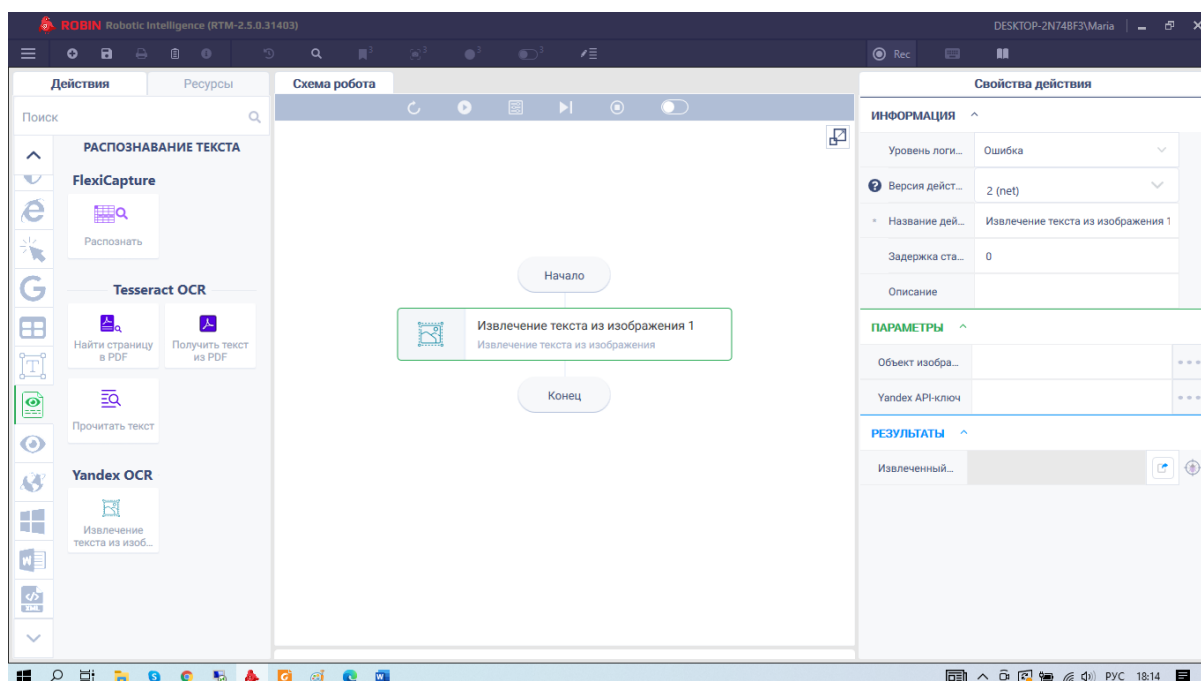 ROBIN Robotic Intelligence (RTM-2.5.0.31403)
DESKTOP-2N74BF3\Maria
3
3
3
3
Rec
Действия
Ресурсы
Схема робота
Свойства действия
Поиск
РАСПОЗНАВАНИЕ ТЕКСТА
FlexiCapture
Распознать
Tesseract OCR
Найти страницу
в PDF
Получить текст
из PDF
Прочитать текст
Yandex OCR
Извлечение
текста из изоб...
Начало
Извлечение текста из изображения 1
Извлечение текста из изображения
Конец
ИНФОРМАЦИЯ
Уровень логи...
Ошибка
Версия дейст...
2 (net)
Название дей...
Извлечение текста из изображения 1
Задержка ста...
0
Описание
ПАРАМЕТРЫ
Объект изобра...
Yandex API-ключ
РЕЗУЛЬТАТЫ
Извлеченный...
РУС
18:14